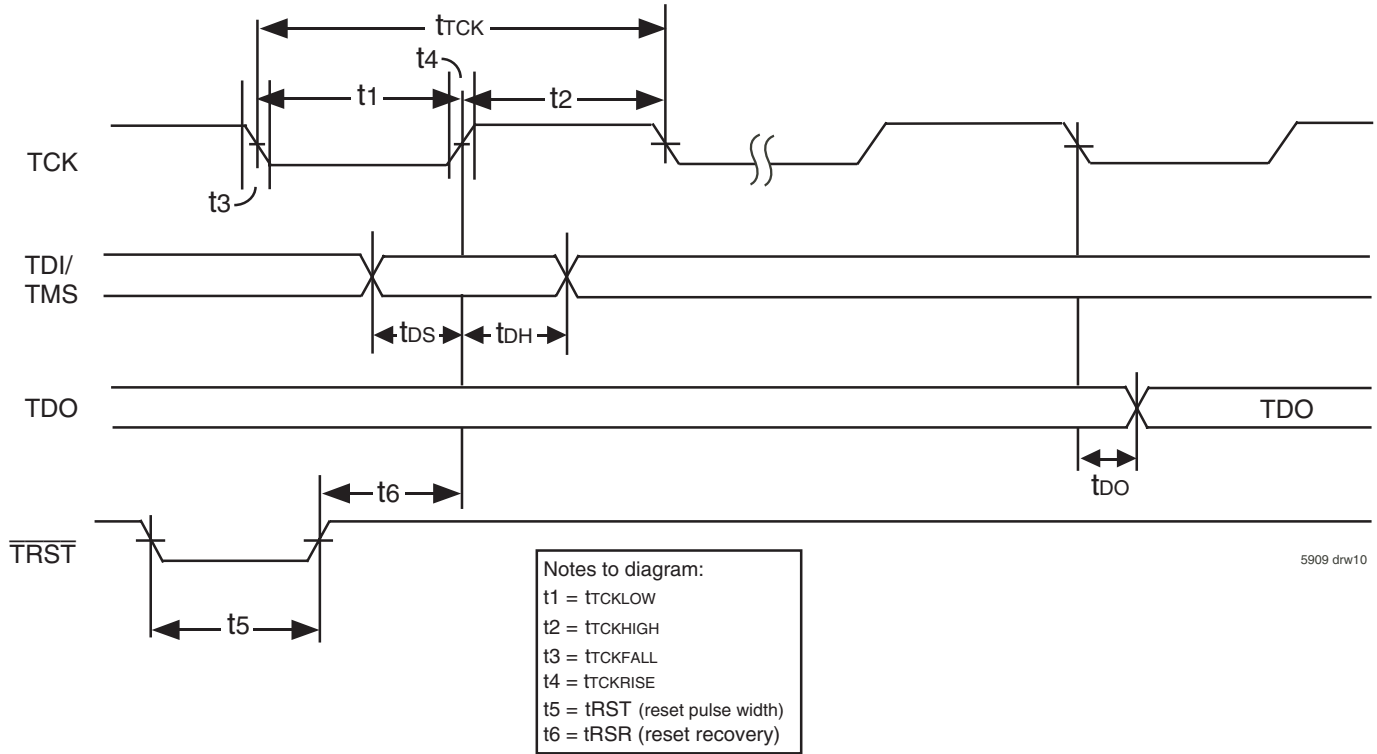 tTCK
t4
t1
t2
TCK
t3
TDI/
TMS
tDS
tDH
TDO
TDO
tDO
t6
TRST
5909 drw10
t5
Notes to diagram:
t1 = tTCKLOW
t2 = tTCKHIGH
t3 = tTCKFALL
t4 = tTCKRISE
t5 = tRST (reset pulse width)
t6 = tRSR (reset recovery)